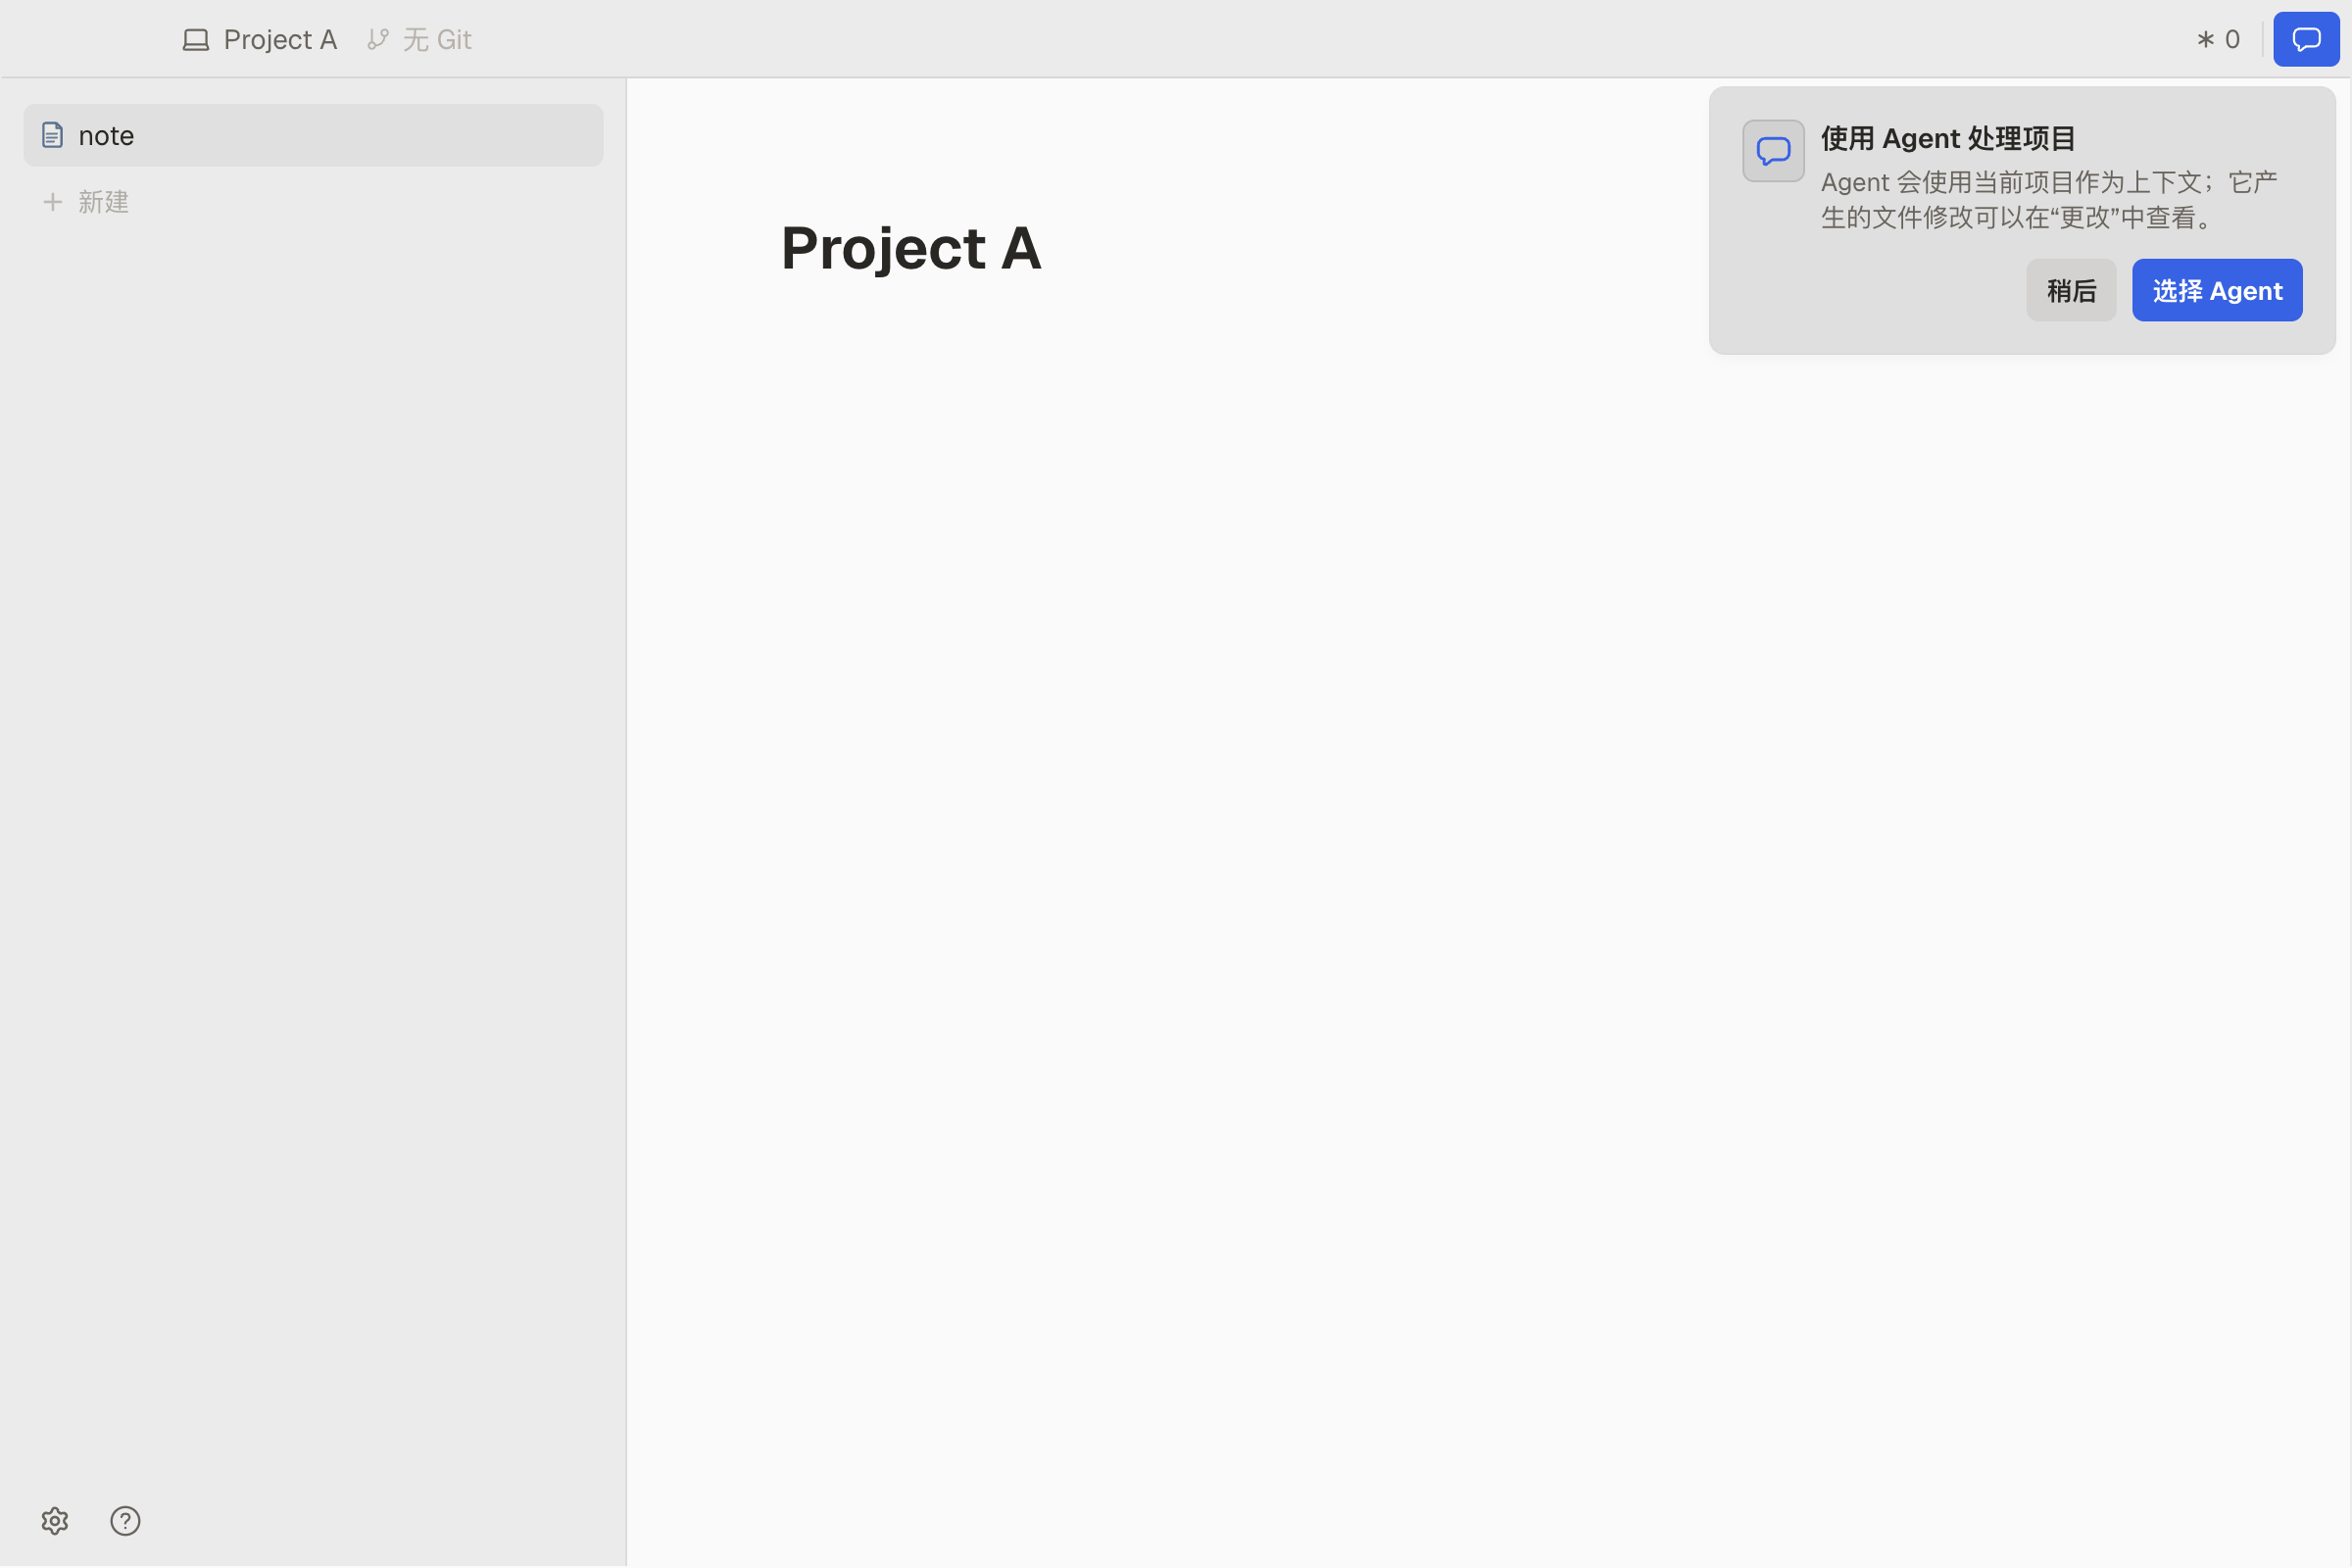 Project A
无 Git
0
note
新建
Project A
使用 Agent 处理项目
Agent 会使用当前项目作为上下文；它产
生的文件修改可以在“更改”中查看。
稍后
选择 Agent